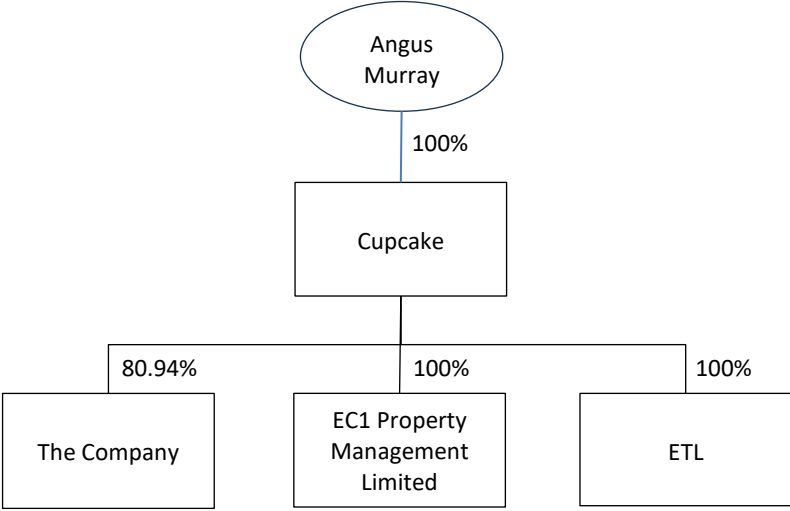 Angus
Murray
100%
Cupcake
80.94%
100%
100%
The Company
EC1 Property
Management
Limited
ETL